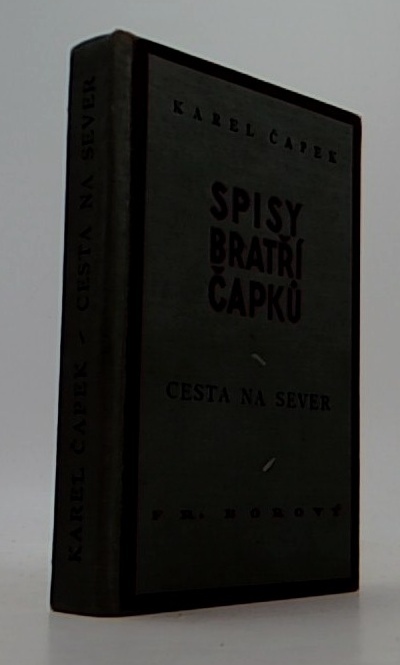 KAREL ČAPEK - CESTA NA SEVER
KAREL ČAPEK
SPISY
BRATŘÍ
ČAPKŮ
CESTA NA SEVER
FR. BOROVÝ